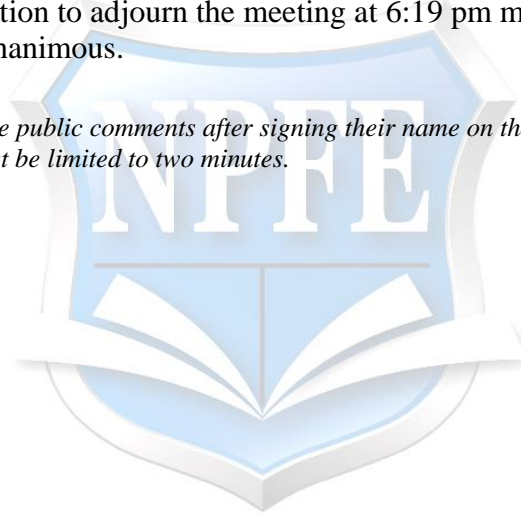 tion to adjourn the meeting at 6:19 pm m
nanimous.
e public comments after signing their name on th
t be limited to two minutes.
NPFE